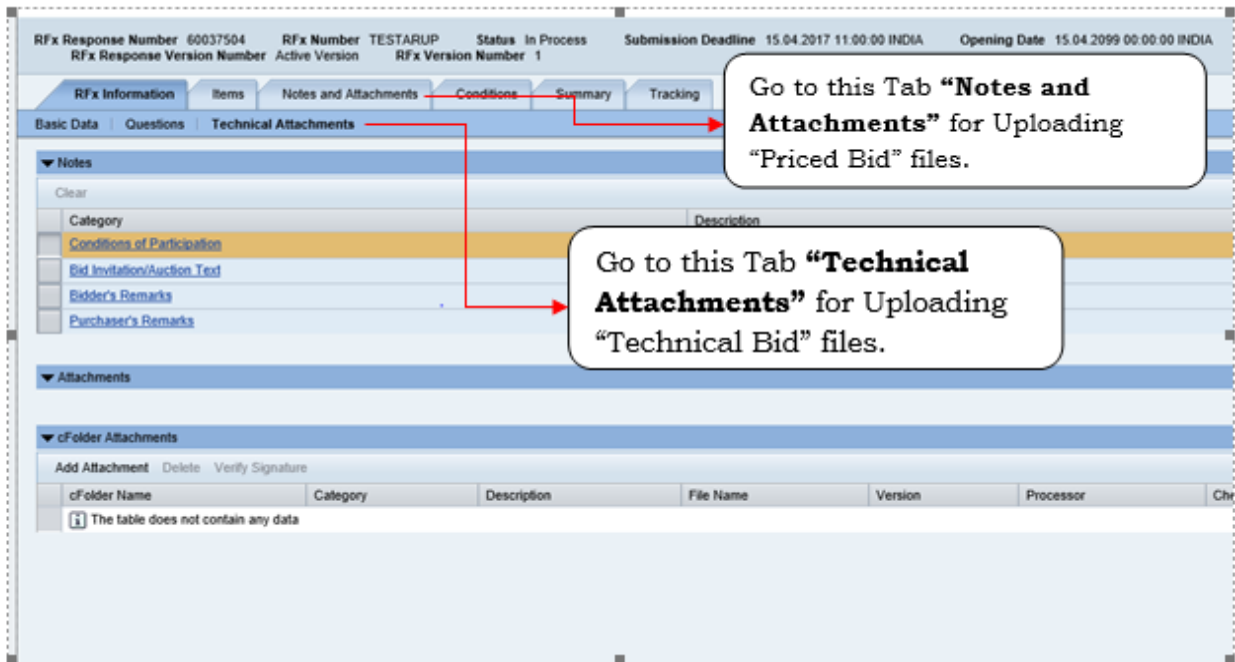 RFx Response Number 60037504 RFx Number TESTARUP Status In Process Submission Deadline 15.04.2017 11:00:00 INDIA Opening Date 15.04.2099 00:00:00 INDIA
RFx Response Version Number Active Version RFx Version Number 1
RFx Information Items Notes and Attachments Conditions Summary Tracking
Basic Data Questions Technical Attachments
Go to this Tab “Notes and
Attachments” for Uploading
“Priced Bid” files.
Notes
Clear
Category Description
Conditions of Participation
Bid Invitation/Auction Text
Bidder's Remarks
Purchaser's Remarks
Go to this Tab “Technical
Attachments” for Uploading
“Technical Bid” files.
Attachments
cFolder Attachments
Add Attachment Delete Verify Signature
cFolder Name Category Description File Name Version Processor Che
The table does not contain any data